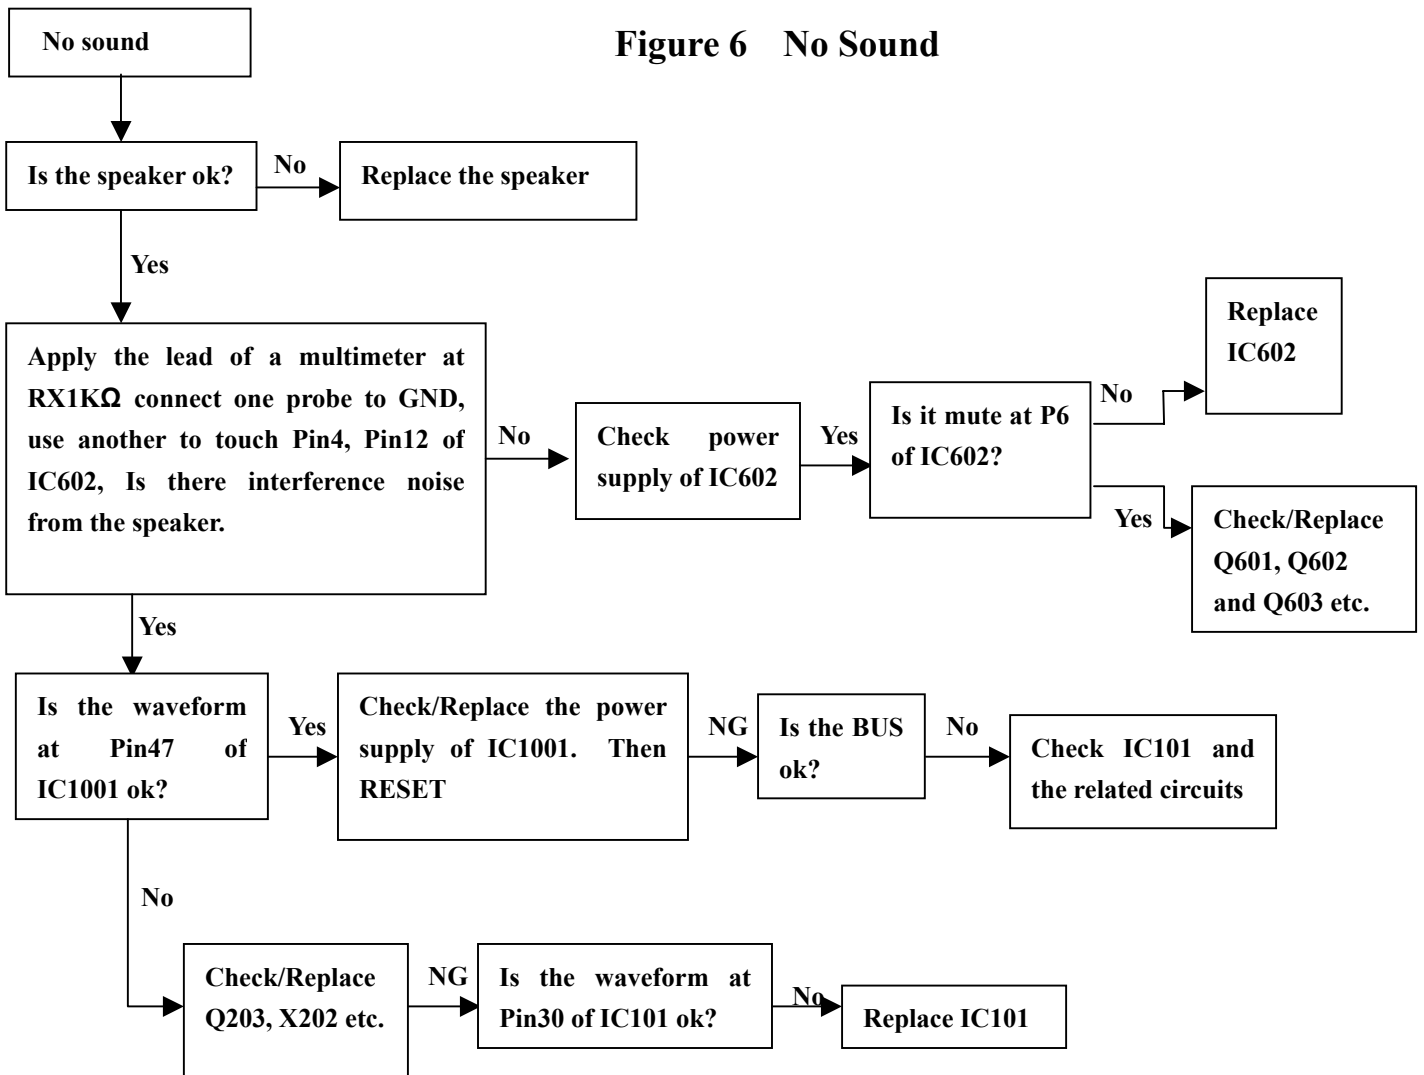 Figure 6 No Sound
No sound
Is the speaker ok?
No
Replace the speaker
Yes
Apply the lead of a multimeter at
RX1KΩ connect one probe to GND,
use another to touch Pin4, Pin12 of
IC602, Is there interference noise
from the speaker.
No
Check power
supply of IC602
Yes
Is it mute at P6
of IC602?
No
Replace
IC602
Yes
Check/Replace
Q601, Q602
and Q603 etc.
Yes
Is the waveform
at Pin47 of
IC1001 ok?
Yes
Check/Replace the power
supply of IC1001. Then
RESET
NG
Is the BUS
ok?
No
Check IC101 and
the related circuits
No
Check/Replace
Q203, X202 etc.
NG
Is the waveform at
Pin30 of IC101 ok?
No
Replace IC101